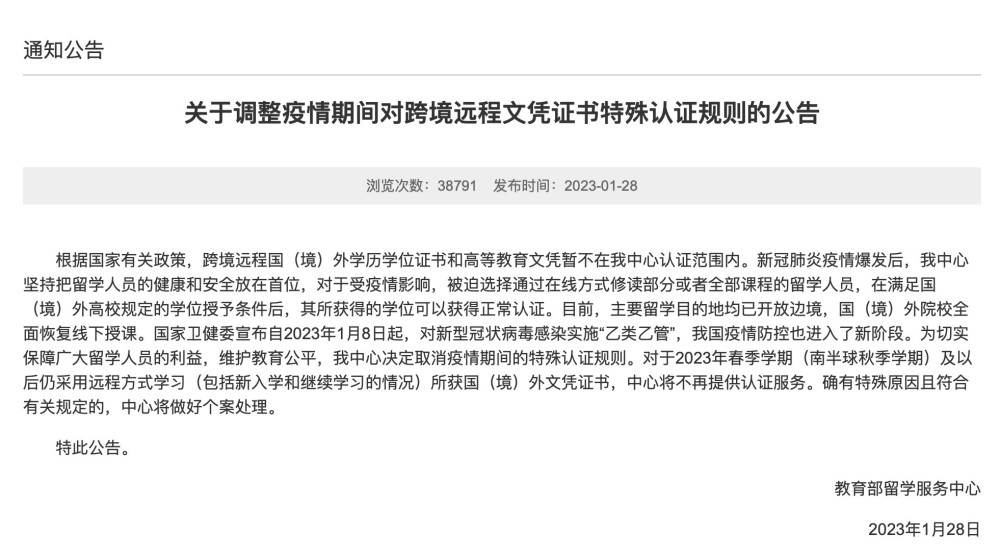 通知公告
关于调整疫情期间对跨境远程文凭证书特殊认证规则的公告
浏览次数：38791 发布时间：2023-01-28
根据国家有关政策，跨境远程国（境）外学历学位证书和高等教育文凭暂不在我中心认证范围内。新冠肺炎疫情爆发后，我中心
坚持把留学人员的健康和安全放在首位，对于受疫情影响，被迫选择通过在线方式修读部分或者全部课程的留学人员，在满足国
（境）外高校规定的学位授予条件后，其所获得的学位可以获得正常认证。目前，主要留学目的地均已开放边境，国（境）外院校全
面恢复线下授课。国家卫健委宣布自2023年1月8日起，对新型冠状病毒感染实施“乙类乙管”，我国疫情防控也进入了新阶段。为切实
保障广大留学人员的利益，维护教育公平，我中心决定取消疫情期间的特殊认证规则。对于2023年春季学期（南半球秋季学期）及以
后仍采用远程方式学习（包括新入学和继续学习的情况）所获国（境）外文凭证书，中心将不再提供认证服务。确有特殊原因且符合
有关规定的，中心将做好个案处理。
特此公告。
教育部留学服务中心
2023年1月28日